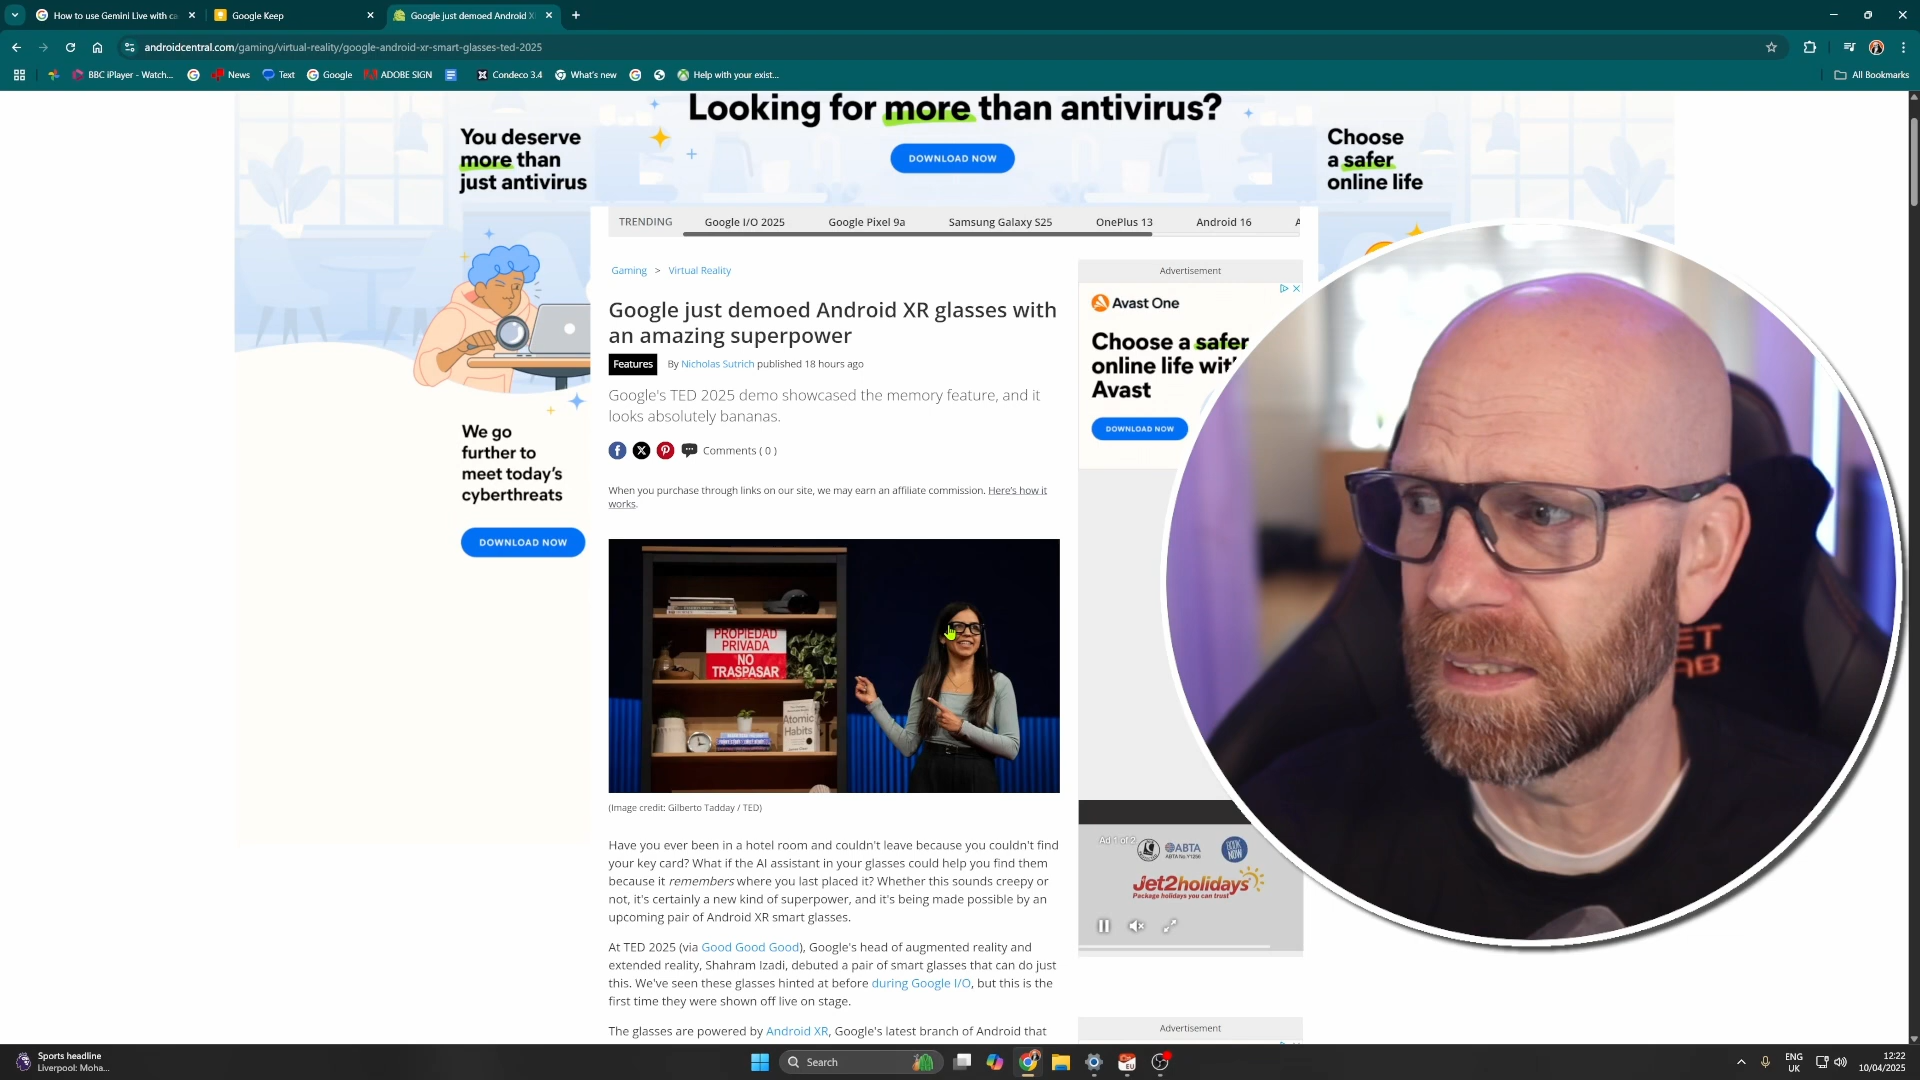 How to use Gemini Live with ca
Google Keep
Google just demoed Android XR
androidcentral.com/gaming/virtual-reality/google-android-xr-smart-glasses-ted-2025
BBC iPlayer - Watch...
News
Text
Google
ADOBE SIGN
Condeco 3.4
What's new
Help with your exist...
All Bookmarks
Looking for more than antivirus?
DOWNLOAD NOW
You deserve
more than
just antivirus
Choose
a safer
online life
TRENDING
Google I/O 2025
Google Pixel 9a
Samsung Galaxy S25
OnePlus 13
Android 16
Gaming > Virtual Reality
Advertisement
Google just demoed Android XR glasses with
an amazing superpower
Features By Nicholas Sutrich published 18 hours ago
Google's TED 2025 demo showcased the memory feature, and it
looks absolutely bananas.
Comments ( 0 )
When you purchase through links on our site, we may earn an affiliate commission. Here's how it
works.
Avast One
Choose a safer
online life with
Avast
DOWNLOAD NOW
We go
further to
meet today's
cyberthreats
DOWNLOAD NOW
PROPIEDAD
PRIVADA
NO
TRASPASAR
Atomic
Habits
(Image credit: Gilberto Tadday / TED)
Have you ever been in a hotel room and couldn't leave because you couldn't find
your key card? What if the AI assistant in your glasses could help you find them
because it remembers where you last placed it? Whether this sounds creepy or
not, it's certainly a new kind of superpower, and it's being made possible by an
upcoming pair of Android XR smart glasses.
At TED 2025 (via Good Good Good), Google's head of augmented reality and
extended reality, Shahram Izadi, debuted a pair of smart glasses that can do just
this. We've seen these glasses hinted at before during Google I/O, but this is the
first time they were shown off live on stage.
The glasses are powered by Android XR, Google's latest branch of Android that
Ad 1 of 2
ABTA
ABTA No.Y1256
BOOK
NOW
Jet2holidays
Package holidays you can trust
Advertisement
Sports headline
Liverpool: Moha...
Search
EU
ENG
UK
12:22
10/04/2025